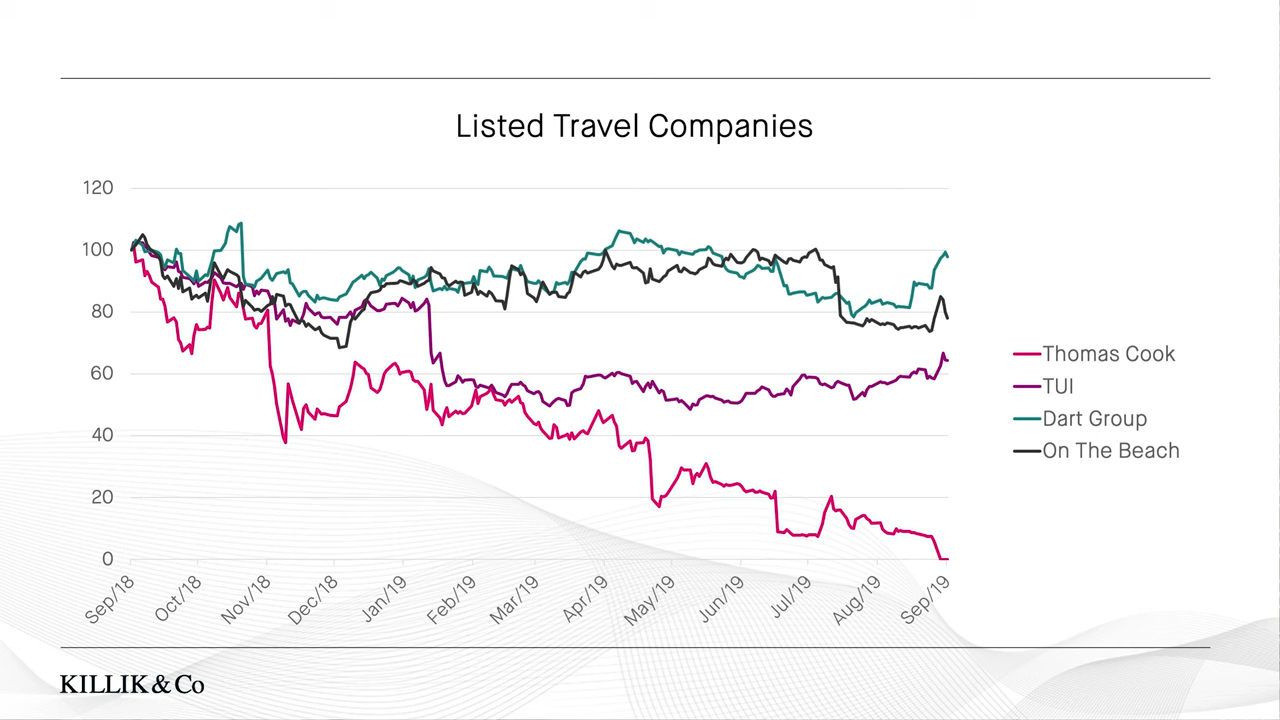 Listed Travel Companies
120
100
80
60
40
20
0
Sep/18
Oct/18
Nov/18
Dec/18
Jan/19
Feb/19
Mar/19
Apr/19
May/19
Jun/19
Jul/19
Aug/19
Sep/19
Thomas Cook
TUI
Dart Group
On The Beach
KILLIK & Co